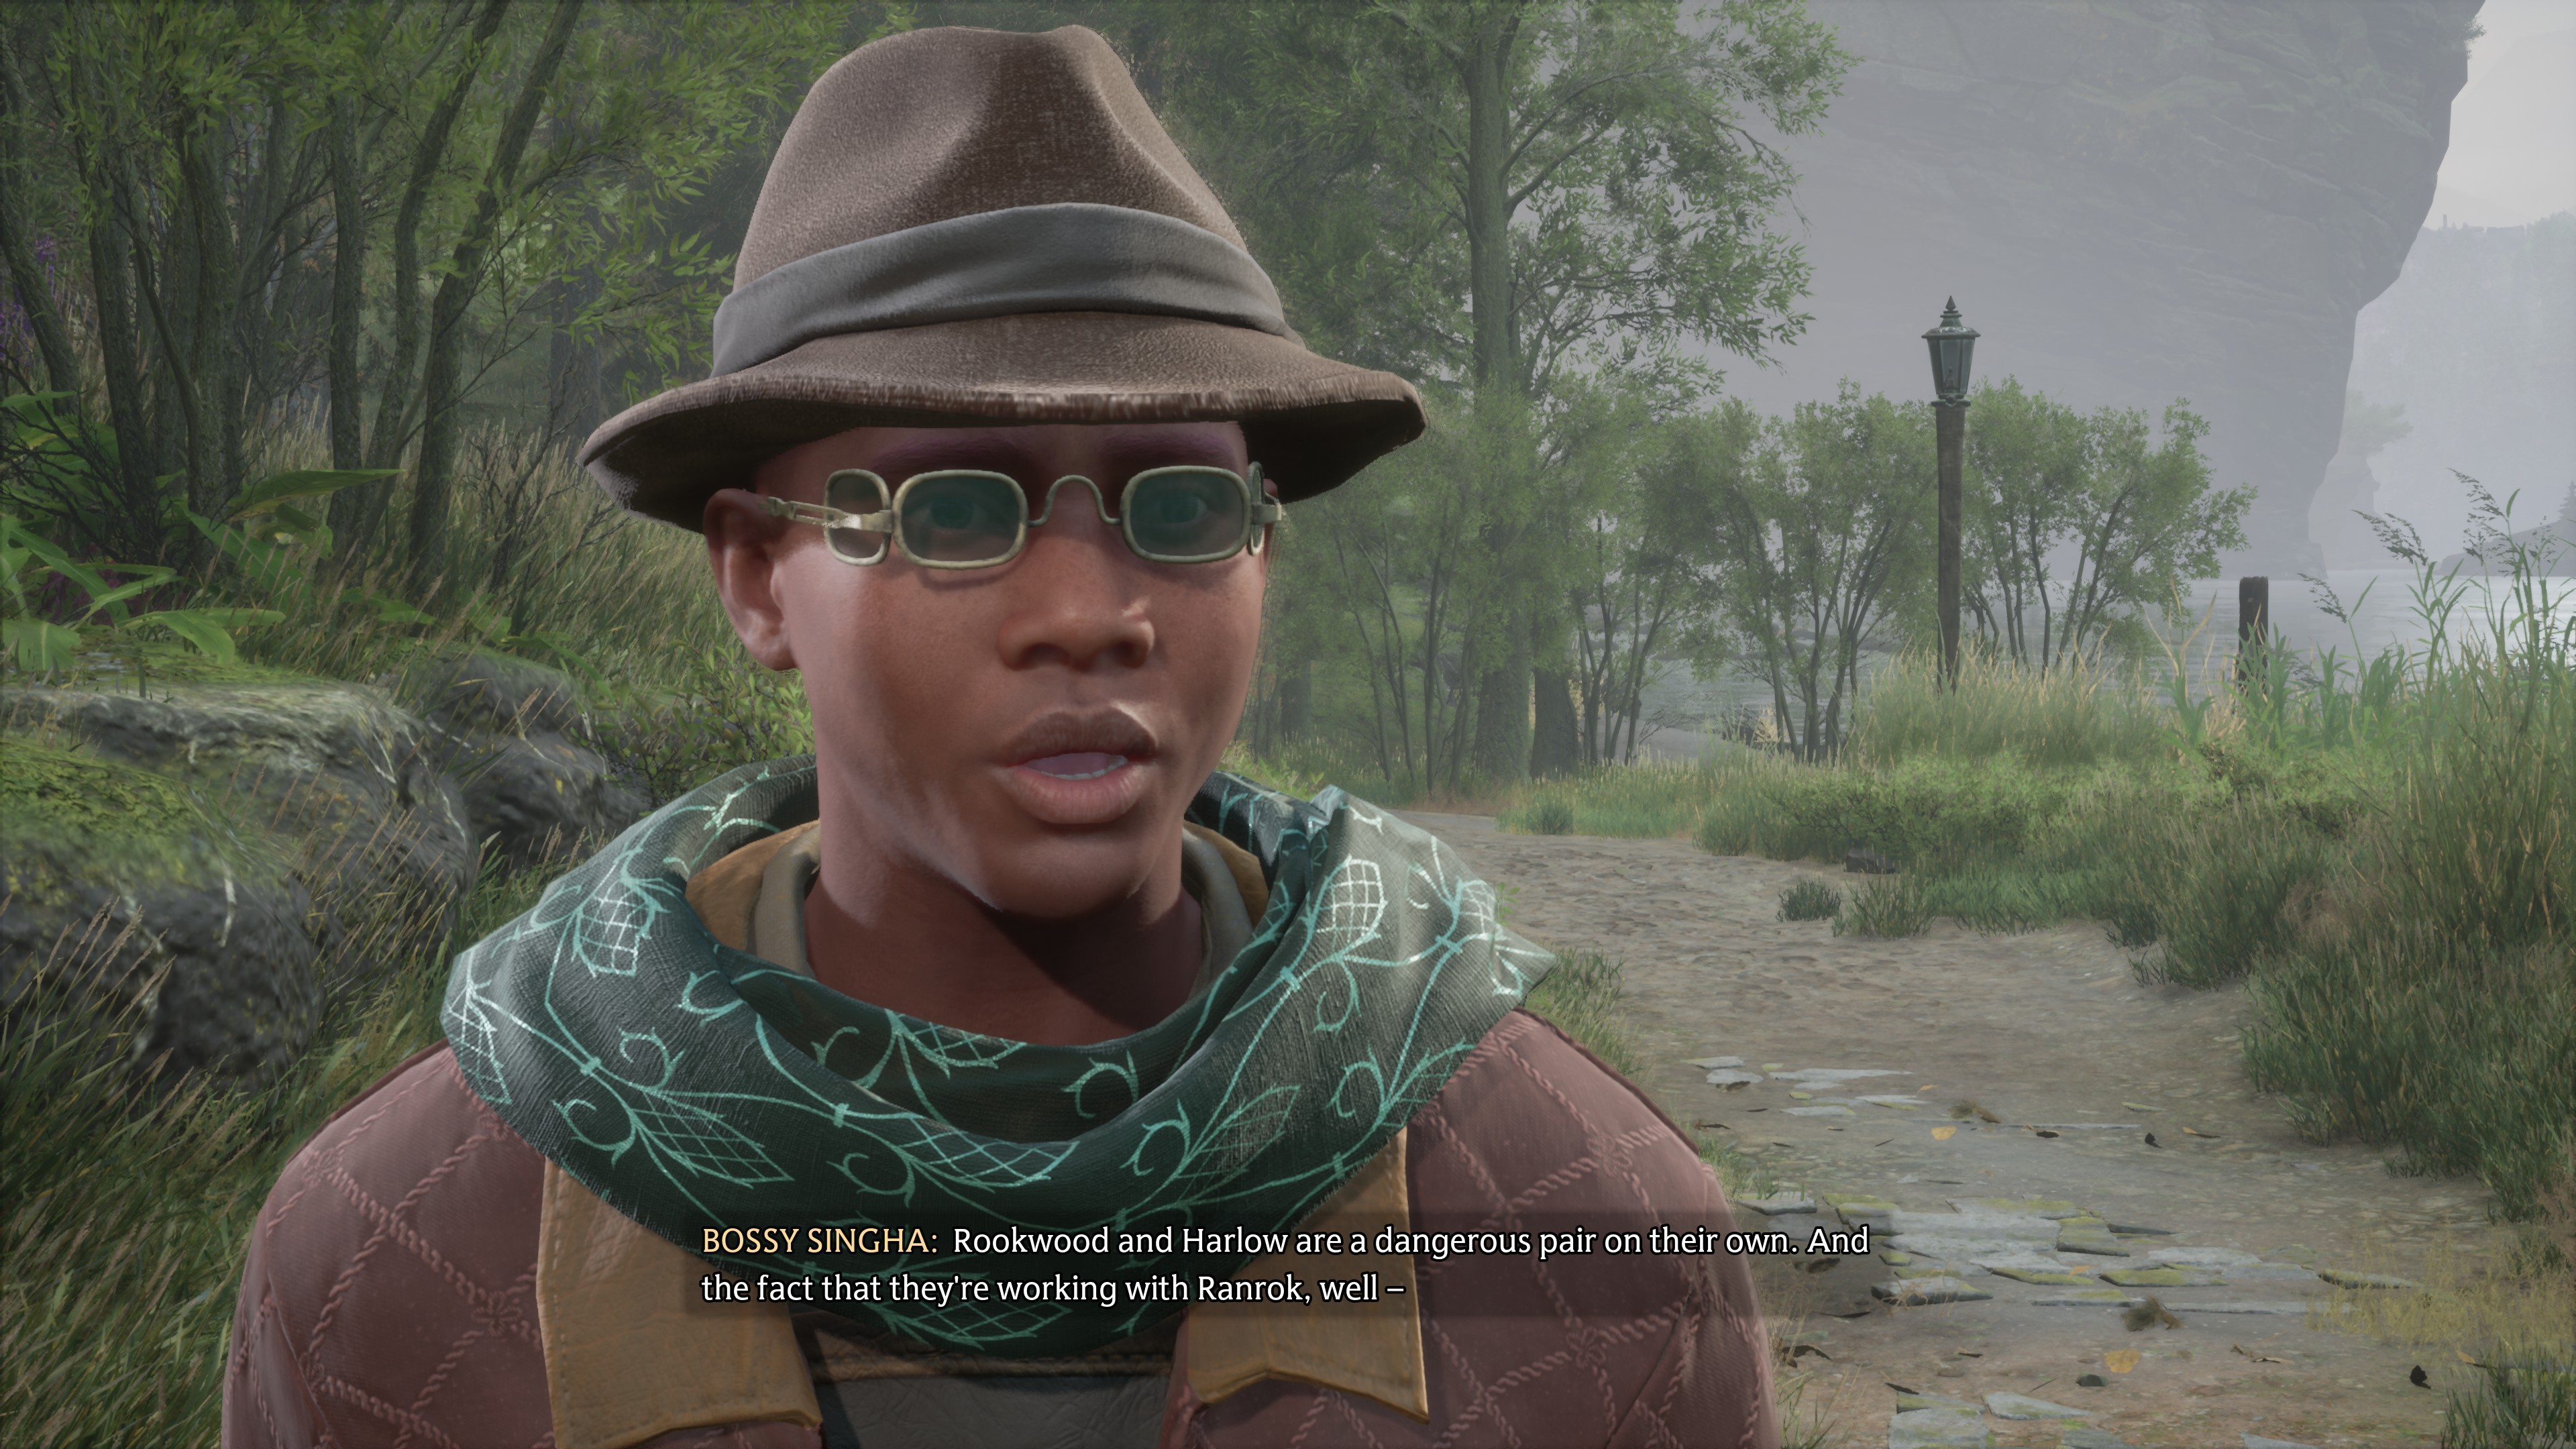 BOSSY SINGHA: Rookwood and Harlow are a dangerous pair on their own. And
the fact that they're working with Ranrok, well –